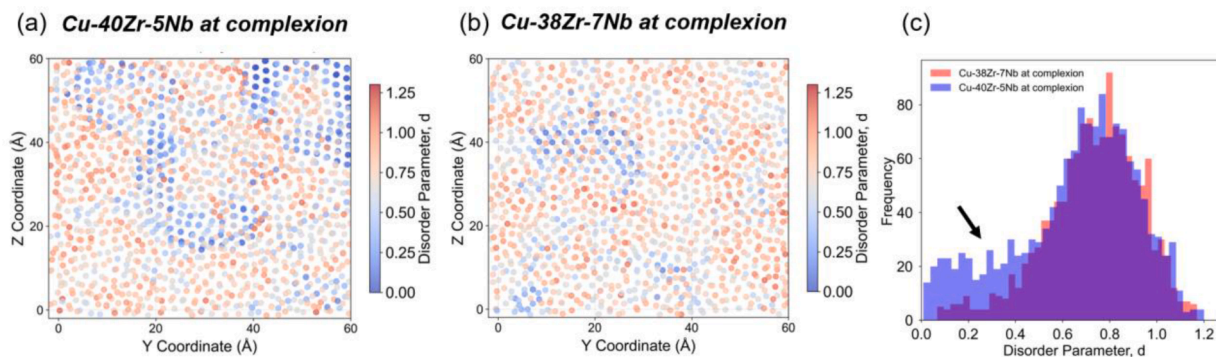 (a) Cu-40Zr-5Nb at complexion
60
40
20
0
Z Coordinate (Å)
0 20 40 60
Y Coordinate (Å)
1.25
1.00
0.75
0.50
0.25
0.00
Disorder Parameter, d
(b) Cu-38Zr-7Nb at complexion
60
40
20
0
Z Coordinate (Å)
0 20 40 60
Y Coordinate (Å)
1.25
1.00
0.75
0.50
0.25
0.00
Disorder Parameter, d
(c)
Cu-38Zr-7Nb at complexion
Cu-40Zr-5Nb at complexion
80
60
40
20
0
Frequency
0.0 0.2 0.4 0.6 0.8 1.0 1.2
Disorder Parameter, d